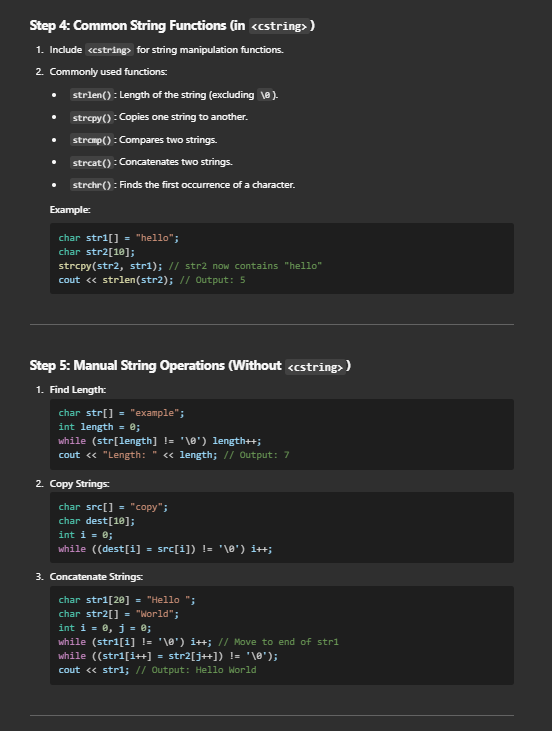 Step 4: Common String Functions (in <cstring>)
1. Include <cstring> for string manipulation functions.
2. Commonly used functions:
• strlen(): Length of the string (excluding \0).
• strcpy(): Copies one string to another.
• strcmp(): Compares two strings.
• strcat(): Concatenates two strings.
• strchr(): Finds the first occurrence of a character.
Example:
char str1[] = "hello";
char str2[10];
strcpy(str2, str1); // str2 now contains "hello"
cout << strlen(str2); // Output: 5
Step 5: Manual String Operations (Without <cstring>)
1. Find Length:
char str[] = "example";
int length = 0;
while (str[length] != '\0') length++;
cout << "Length: " << length; // Output: 7
2. Copy Strings:
char src[] = "copy";
char dest[10];
int i = 0;
while ((dest[i] = src[i]) != '\0') i++;
3. Concatenate Strings:
char str1[20] = "Hello ";
char str2[] = "World";
int i = 0, j = 0;
while (str1[i] != '\0') i++; // Move to end of str1
while ((str1[i++] = str2[j++]) != '\0');
cout << str1; // Output: Hello World